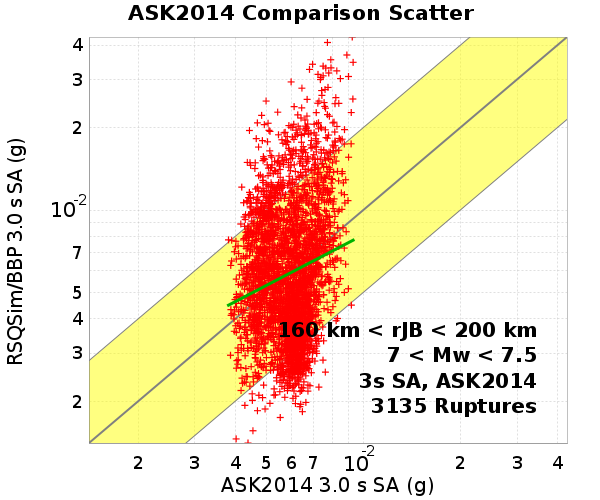 ASK2014 Comparison Scatter
RSQSim/BBP 3.0 s SA (g)
4
3
2
10⁻²
7
5
4
3
2
160 km < rJB < 200 km
7 < Mw < 7.5
3s SA, ASK2014
3135 Ruptures
2 3 4 5 6 7 10⁻² 2 3 4
ASK2014 3.0 s SA (g)